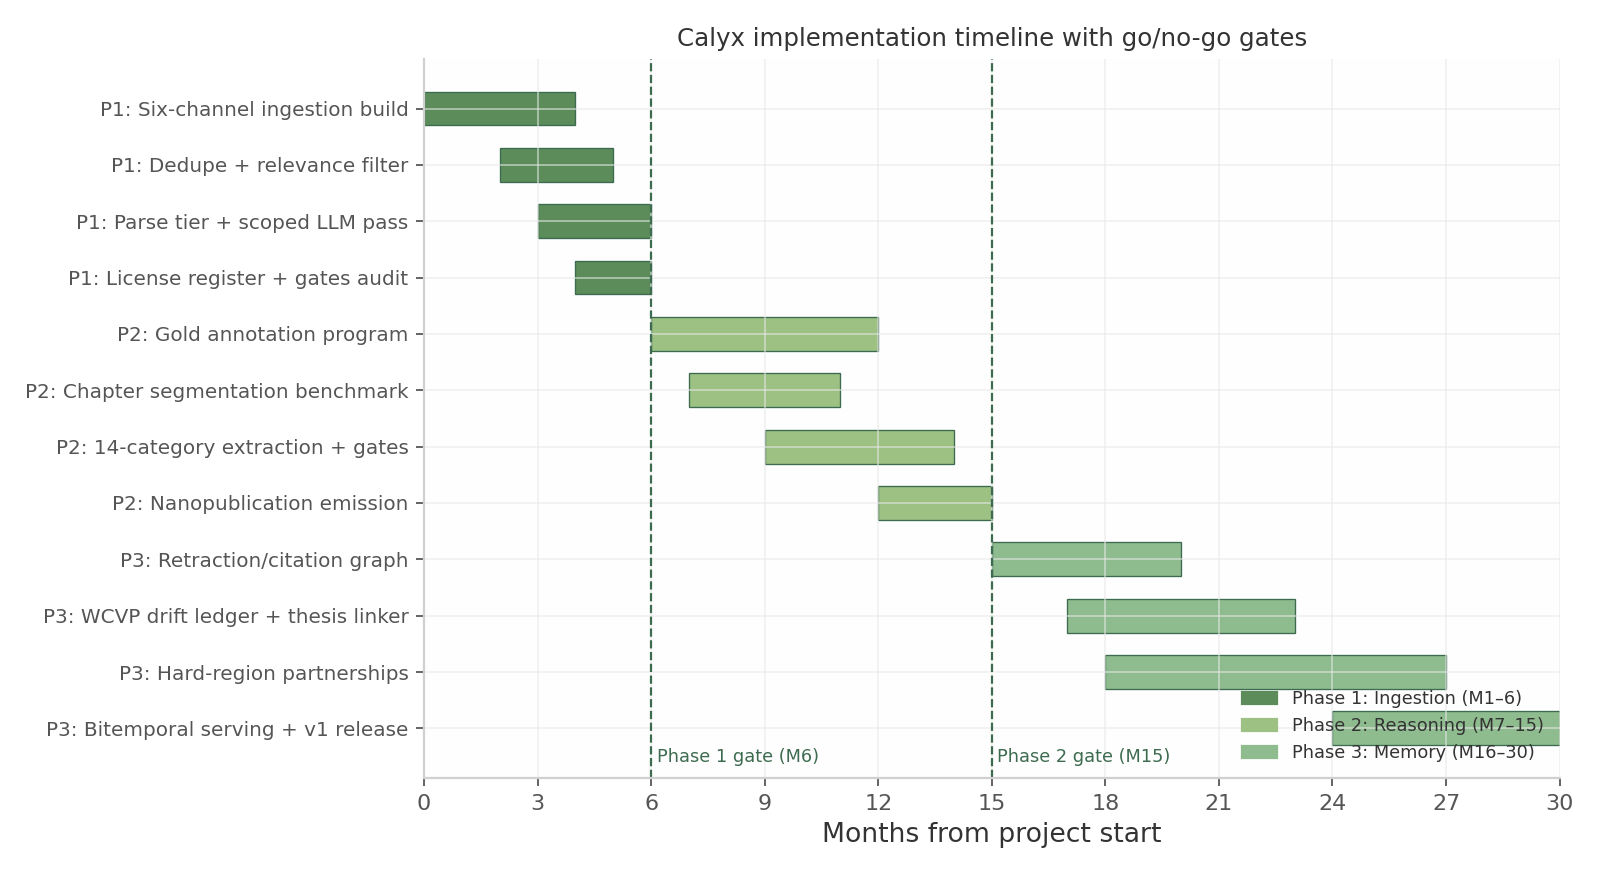 Calyx implementation timeline with go/no-go gates
P1: Six-channel ingestion build
P1: Dedupe + relevance filter
P1: Parse tier + scoped LLM pass
P1: License register + gates audit
P2: Gold annotation program
P2: Chapter segmentation benchmark
P2: 14-category extraction + gates
P2: Nanopublication emission
P3: Retraction/citation graph
P3: WCVP drift ledger + thesis linker
P3: Hard-region partnerships
P3: Bitemporal serving + v1 release
Phase 1: Ingestion (M1–6)
Phase 2: Reasoning (M7–15)
Phase 3: Memory (M16–30)
Phase 1 gate (M6)
Phase 2 gate (M15)
0 3 6 9 12 15 18 21 24 27 30
Months from project start